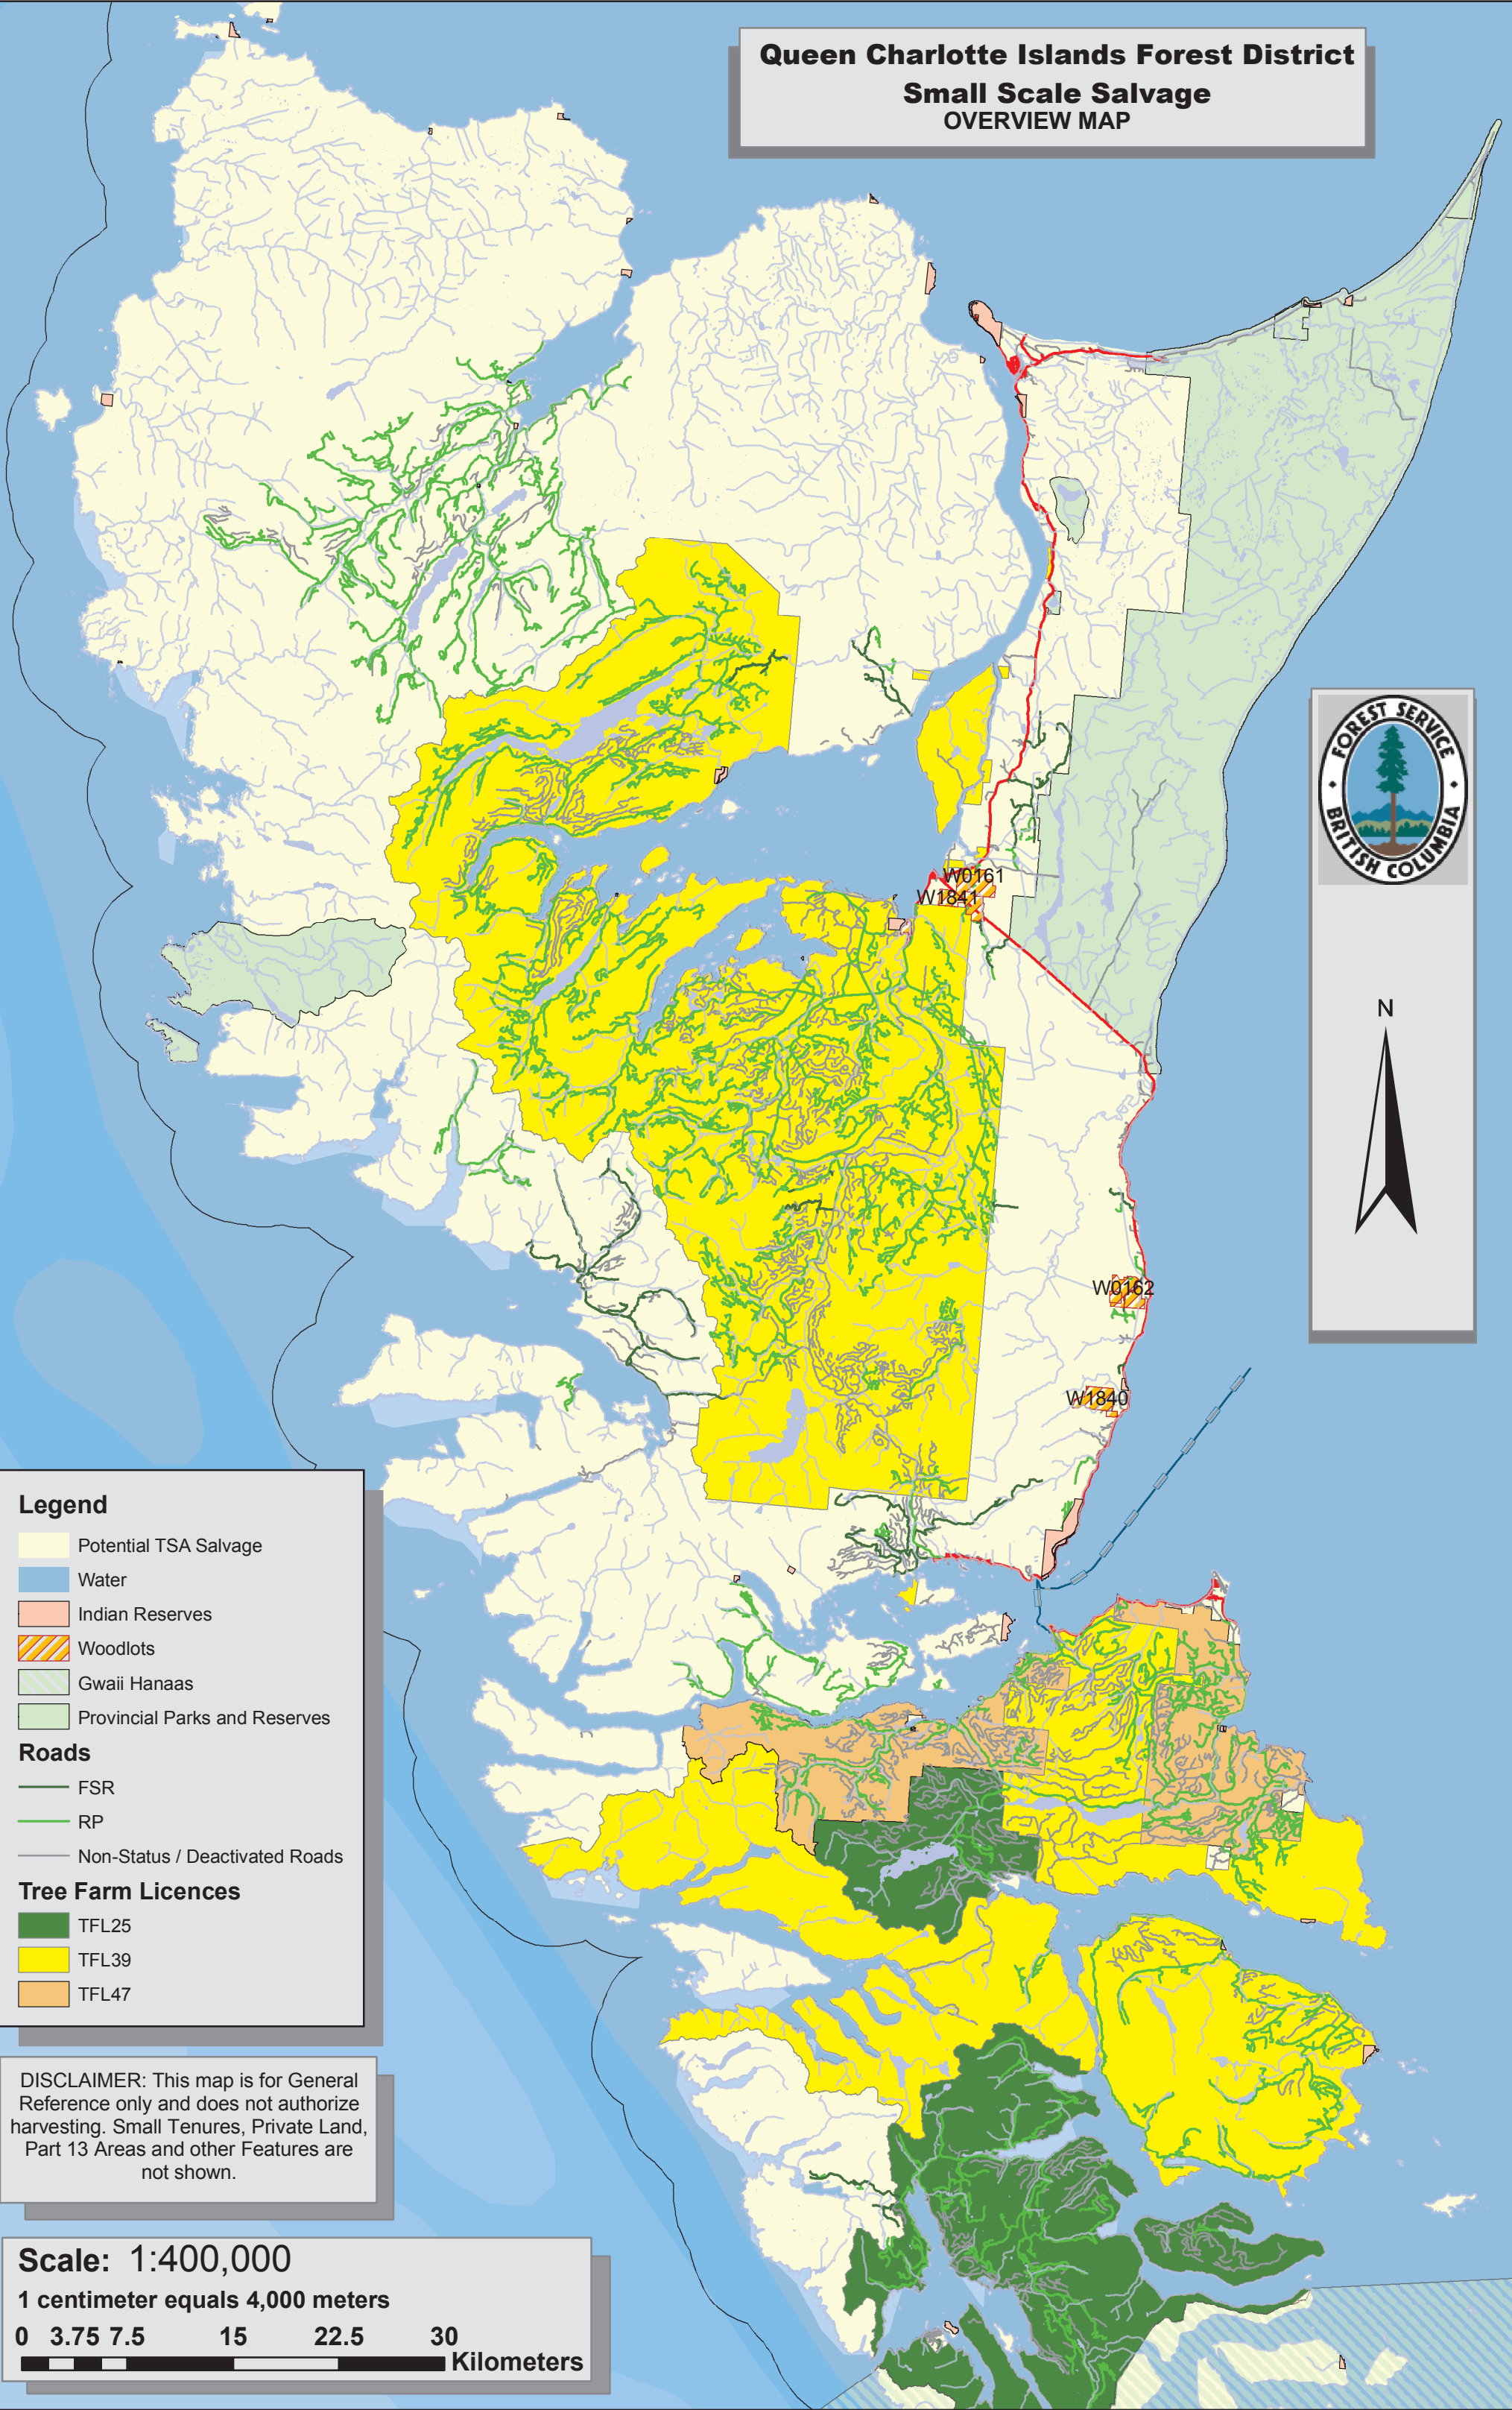 Queen Charlotte Islands Forest District
Small Scale Salvage
OVERVIEW MAP
FOREST SERVICE
BRITISH COLUMBIA
N
W0161
W1841
W0162
W1840
Legend
Potential TSA Salvage
Water
Indian Reserves
Woodlots
Gwaii Hanaas
Provincial Parks and Reserves
Roads
FSR
RP
Non-Status / Deactivated Roads
Tree Farm Licences
TFL25
TFL39
TFL47
DISCLAIMER: This map is for General
Reference only and does not authorize
harvesting. Small Tenures, Private Land,
Part 13 Areas and other Features are
not shown.
Scale: 1:400,000
1 centimeter equals 4,000 meters
0 3.75 7.5 15 22.5 30
Kilometers